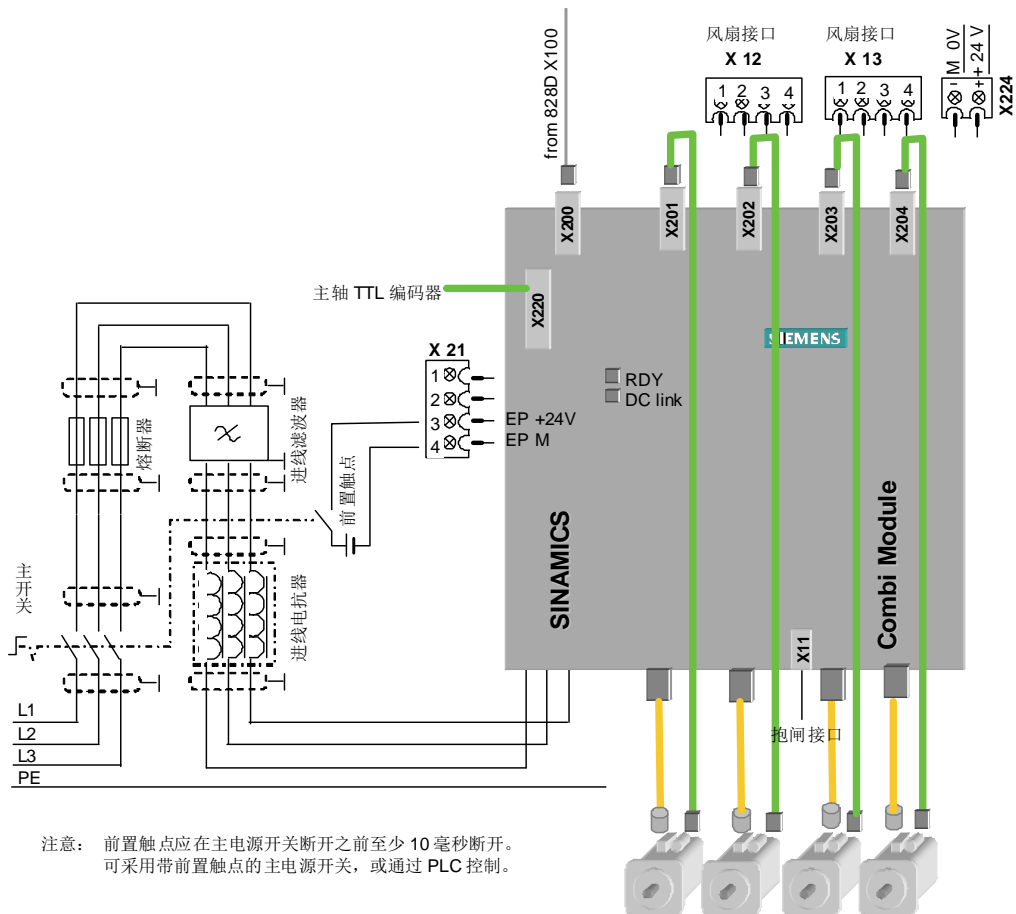 from 828D X100
风扇接口
X 12
1 2 3 4
风扇接口
X 13
1 2 3 4
- M 0V
+ + 24 V
X224
X200
X201
X202
X203
X204
主轴 TTL 编码器
X220
SIEMENS
X 21
1
2
3
4
EP +24V
EP M
RDY
DC link
熔断器
进线滤波器
前置触点
主开关
进线电抗器
SINAMICS
Combi Module
X11
抱闸接口
L1
L2
L3
PE
注意： 前置触点应在主电源开关断开之前至少 10 毫秒断开。
可采用带前置触点的主电源开关，或通过 PLC 控制。